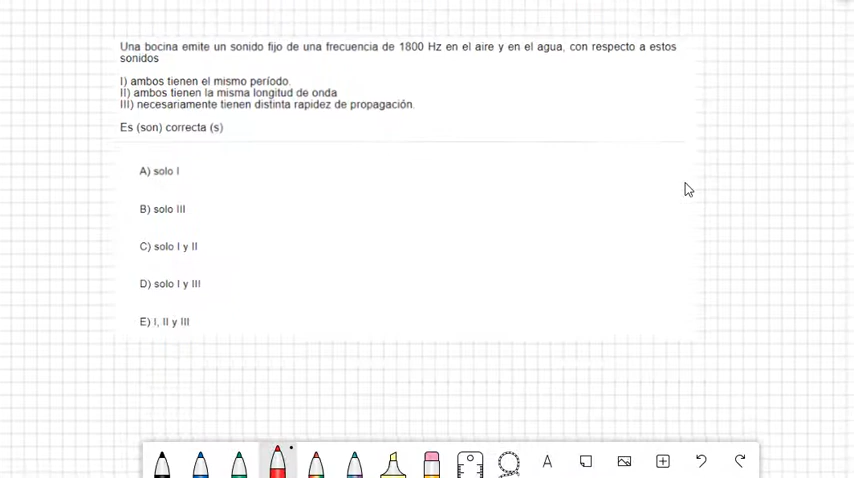 Una bocina emite un sonido fijo de una frecuencia de 1800 Hz en el aire y en el agua, con respecto a estos
sonidos
I) ambos tienen el mismo período.
II) ambos tienen la misma longitud de onda
III) necesariamente tienen distinta rapidez de propagación.
Es (son) correcta (s)
A) solo I
B) solo III
C) solo I y II
D) solo I y III
E) I, II y III
A